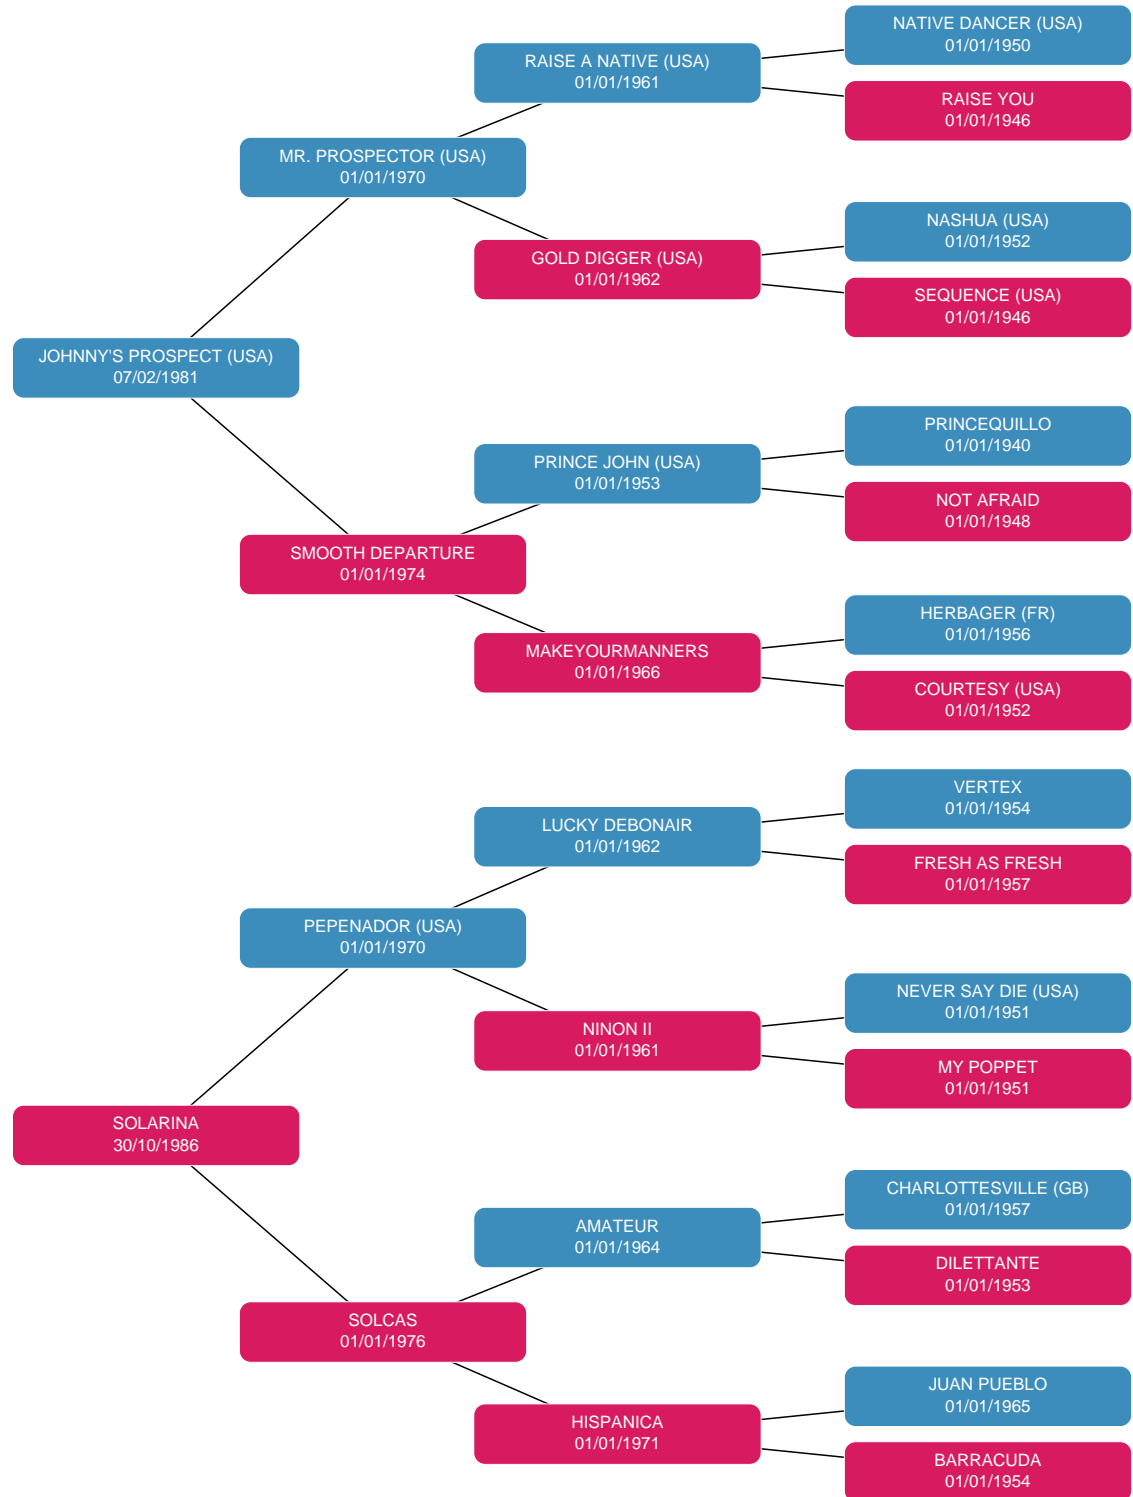 NATIVE DANCER (USA)
01/01/1950
RAISE A NATIVE (USA)
01/01/1961
RAISE YOU
01/01/1946
MR. PROSPECTOR (USA)
01/01/1970
NASHUA (USA)
01/01/1952
GOLD DIGGER (USA)
01/01/1962
SEQUENCE (USA)
01/01/1946
JOHNNY'S PROSPECT (USA)
07/02/1981
PRINCEQUILLO
01/01/1940
PRINCE JOHN (USA)
01/01/1953
NOT AFRAID
01/01/1948
SMOOTH DEPARTURE
01/01/1974
HERBAGER (FR)
01/01/1956
MAKEYOURMANNERS
01/01/1966
COURTESY (USA)
01/01/1952
VERTEX
01/01/1954
LUCKY DEBONAIR
01/01/1962
FRESH AS FRESH
01/01/1957
PEPENADOR (USA)
01/01/1970
NEVER SAY DIE (USA)
01/01/1951
NINON II
01/01/1961
MY POPPET
01/01/1951
SOLARINA
30/10/1986
CHARLOTTESVILLE (GB)
01/01/1957
AMATEUR
01/01/1964
DILETTANTE
01/01/1953
SOLCAS
01/01/1976
JUAN PUEBLO
01/01/1965
HISPANICA
01/01/1971
BARRACUDA
01/01/1954